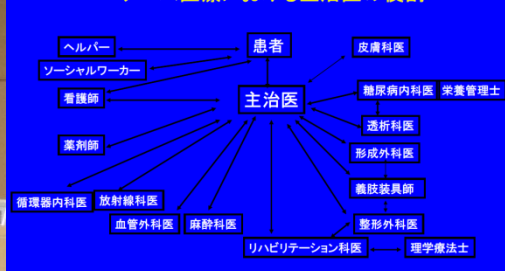 患者
ヘルパー
皮膚科医
ソーシャルワーカー
看護師
主治医
糖尿病内科医 栄養管理士
透析科医
薬剤師
形成外科医
義肢装具師
循環器内科医 放射線科医
血管外科医 麻酔科医
整形外科医
リハビリテーション科医 理学療法士